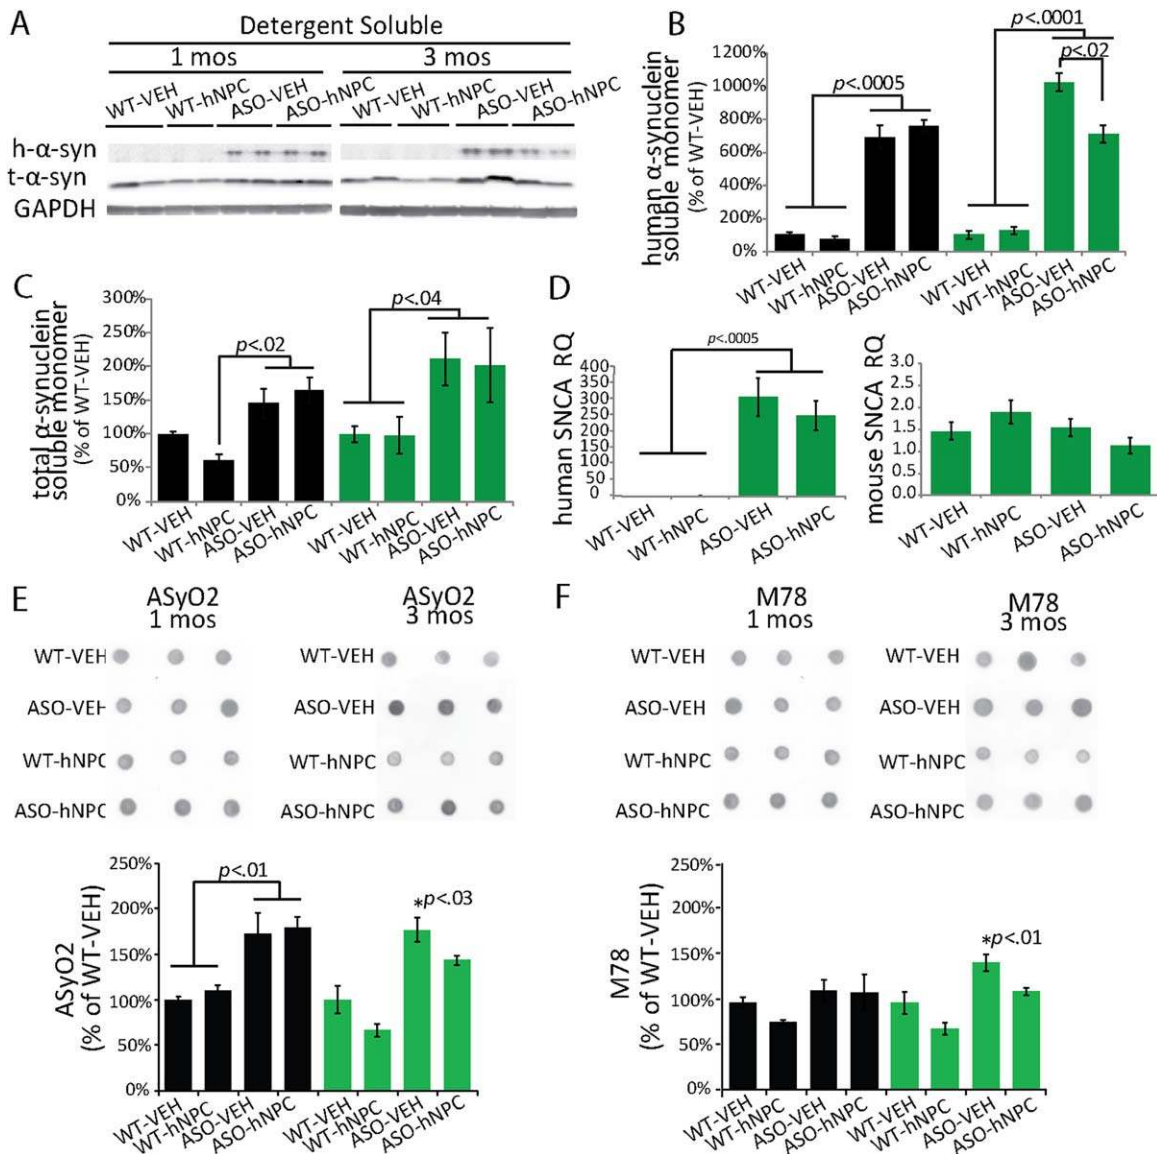 A
Detergent Soluble
1 mos
3 mos
WT-VEH
WT-hNPC
ASO-VEH
ASO-hNPC
WT-VEH
WT-hNPC
ASO-VEH
ASO-hNPC
h-α-syn
t-α-syn
GAPDH
B
human α-synuclein
soluble monomer
(% of WT-VEH)
1200%
1000%
800%
600%
400%
200%
0%
p<.0005
p<.0001
p<.02
WT-VEH
WT-hNPC
ASO-VEH
ASO-hNPC
WT-VEH
WT-hNPC
ASO-VEH
ASO-hNPC
C
total α-synuclein
soluble monomer
(% of WT-VEH)
300%
250%
200%
150%
100%
50%
0%
p<.02
p<.04
WT-VEH
WT-hNPC
ASO-VEH
ASO-hNPC
WT-VEH
WT-hNPC
ASO-VEH
ASO-hNPC
D
human SNCA RQ
400
350
300
250
200
150
100
50
0
p<.0005
WT-VEH
WT-hNPC
ASO-VEH
ASO-hNPC
mouse SNCA RQ
3.0
2.5
2.0
1.5
1.0
0.5
0.0
WT-VEH
WT-hNPC
ASO-VEH
ASO-hNPC
E
ASyO2
1 mos
WT-VEH
ASO-VEH
WT-hNPC
ASO-hNPC
ASyO2
3 mos
WT-VEH
ASO-VEH
WT-hNPC
ASO-hNPC
ASyO2
(% of WT-VEH)
250%
200%
150%
100%
50%
0%
p<.01
*p<.03
WT-VEH
WT-hNPC
ASO-VEH
ASO-hNPC
WT-VEH
WT-hNPC
ASO-VEH
ASO-hNPC
F
M78
1 mos
WT-VEH
ASO-VEH
WT-hNPC
ASO-hNPC
M78
3 mos
WT-VEH
ASO-VEH
WT-hNPC
ASO-hNPC
M78
(% of WT-VEH)
250%
200%
150%
100%
50%
0%
*p<.01
WT-VEH
WT-hNPC
ASO-VEH
ASO-hNPC
WT-VEH
WT-hNPC
ASO-VEH
ASO-hNPC